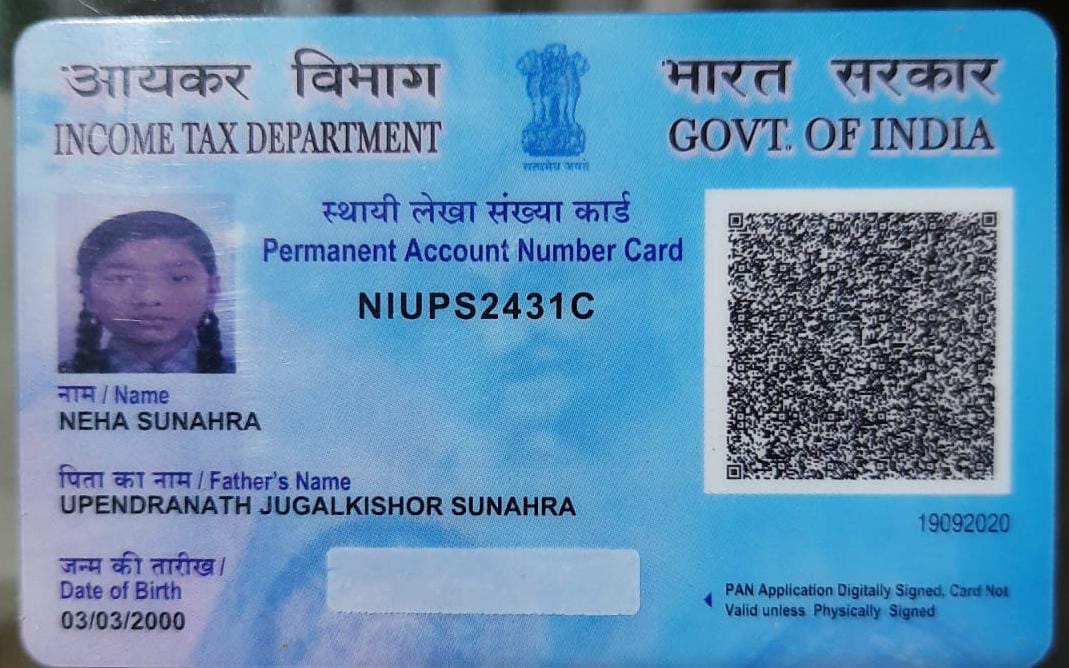 आयकर विभाग
INCOME TAX DEPARTMENT
सत्यमेव जयते
भारत सरकार
GOVT. OF INDIA
स्थायी लेखा संख्या कार्ड
Permanent Account Number Card
NIUPS2431C
नाम / Name
NEHA SUNAHRA
पिता का नाम / Father's Name
UPENDRANATH JUGALKISHOR SUNAHRA
जन्म की तारीख /
Date of Birth
03/03/2000
19092020
PAN Application Digitally Signed, Card Not
Valid unless Physically Signed